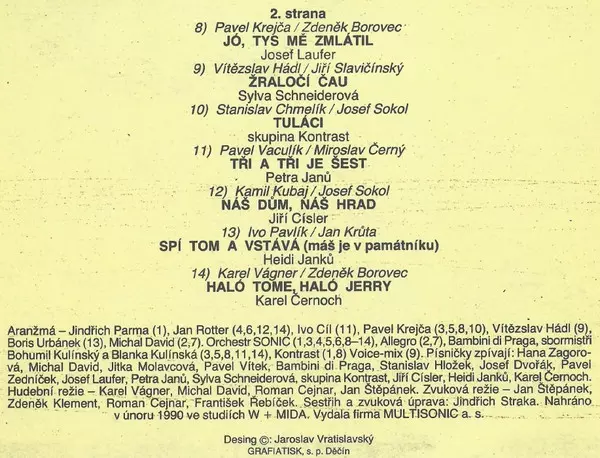 2. strana
8) Pavel Krejča / Zdeněk Borovec
JÓ, TYS MĚ ZMLÁTIL
Josef Laufer
9) Vítězslav Hádl / Jiří Slavičínský
ŽRALOČÍ ČAU
Sylva Schneiderová
10) Stanislav Chmelík / Josef Sokol
TULÁCI
skupina Kontrast
11) Pavel Vaculík / Miroslav Černý
TŘI A TŘI JE ŠEST
Petra Janů
12) Kamil Kubaj / Josef Sokol
NÁŠ DŮM, NÁŠ HRAD
Jiří Císler
13) Ivo Pavlík / Jan Krůta
SPÍ TOM A VSTÁVÁ (máš je v památníku)
Heidi Janků
14) Karel Vágner / Zdeněk Borovec
HALÓ TOME, HALÓ JERRY
Karel Černoch
Aranžmá – Jindřich Parma (1), Jan Rotter (4,6,12,14), Ivo Cíl (11), Pavel Krejča (3,5,8,10), Vítězslav Hádl (9),
Boris Urbánek (13), Michal David (2,7). Orchestr SONIC (1,3,4,5,6,8–14), Allegro (2,7), Bambini di Praga, sbormistři
Bohumil Kulínský a Blanka Kulínská (3,5,8,11,14), Kontrast (1,8) Voice-mix (9). Písničky zpívají: Hana Zagoro-
vá, Michal David, Jitka Molavcová, Pavel Vítek, Bambini di Praga, Stanislav Hložek, Josef Dvořák, Pavel
Zedníček, Josef Laufer, Petra Janů, Sylva Schneiderová, skupina Kontrast, Jiří Císler, Heidi Janků, Karel Černoch.
Hudební režie – Karel Vágner, Michal David, Roman Cejnar, Jan Štěpánek. Zvuková režie – Jan Štěpánek,
Zdeněk Klement, Roman Cejnar, František Řebíček. Sestřih a zvuková úprava: Jindřich Straka. Nahráno
v únoru 1990 ve studiích W + MIDA. Vydala firma MULTISONIC a. s.
Desing ©: Jaroslav Vratislavský
GRAFIATISK, s. p. Děčín